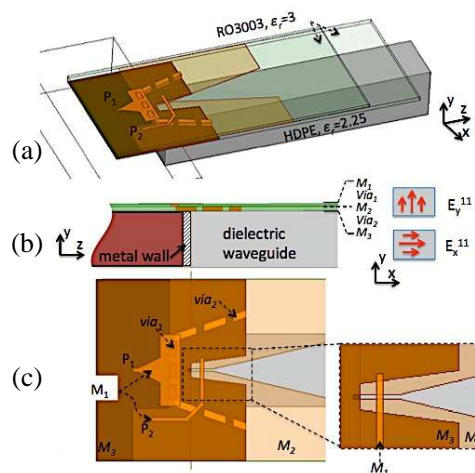 RO3003, εr=3
P1
P2
HDPE, εr=2.25
y
z
x
(a)
M1
Via1
M2
Via2
M3
Ey11
Ex11
(b)
y
z
metal wall
dielectric
waveguide
y
x
via1
via2
P1
M1
P2
M3
M2
(c)
M3
M
M1